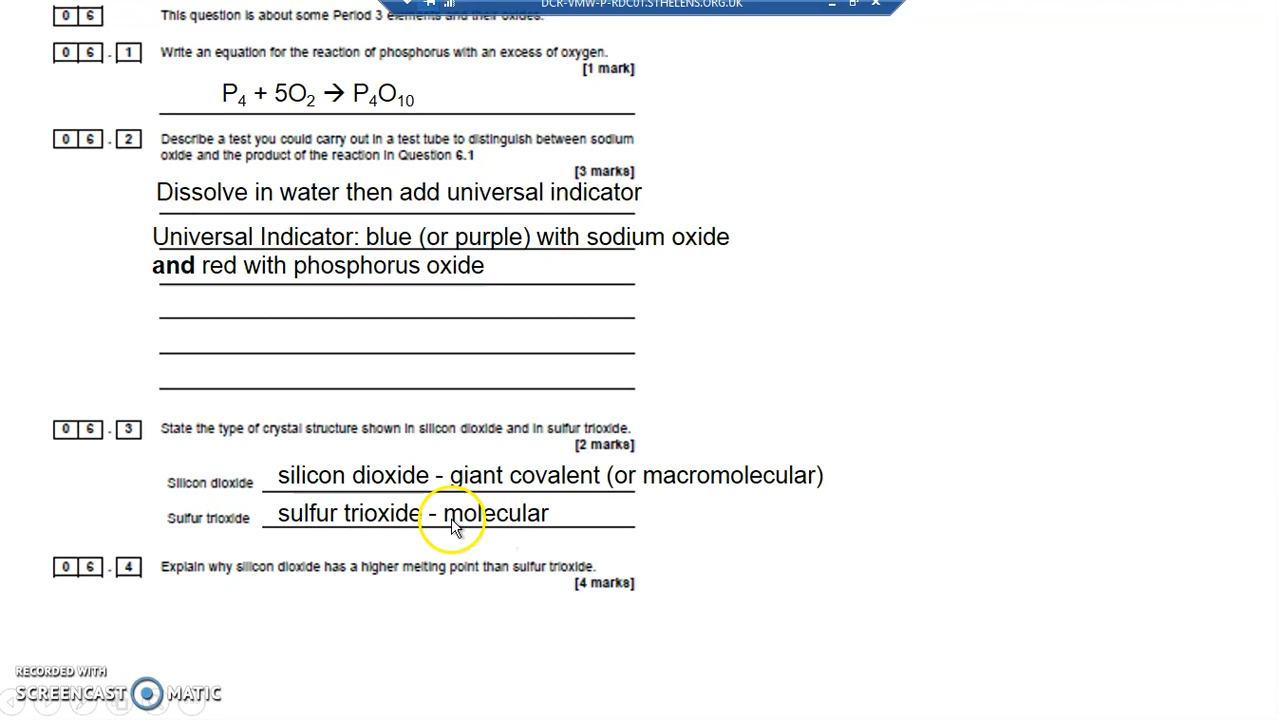 DCR-VMW-P-RDC01.STHELENS.ORG.UK
0 6 This question is about some Period 3 elements and their oxides.
0 6 . 1 Write an equation for the reaction of phosphorus with an excess of oxygen.
[1 mark]
P₄ + 5O₂ → P₄O₁₀
0 6 . 2 Describe a test you could carry out in a test tube to distinguish between sodium
oxide and the product of the reaction in Question 6.1
[3 marks]
Dissolve in water then add universal indicator
Universal Indicator: blue (or purple) with sodium oxide
and red with phosphorus oxide
0 6 . 3 State the type of crystal structure shown in silicon dioxide and in sulfur trioxide.
[2 marks]
Silicon dioxide silicon dioxide - giant covalent (or macromolecular)
Sulfur trioxide sulfur trioxide - molecular
0 6 . 4 Explain why silicon dioxide has a higher melting point than sulfur trioxide.
[4 marks]
RECORDED WITH
SCREENCAST MATIC